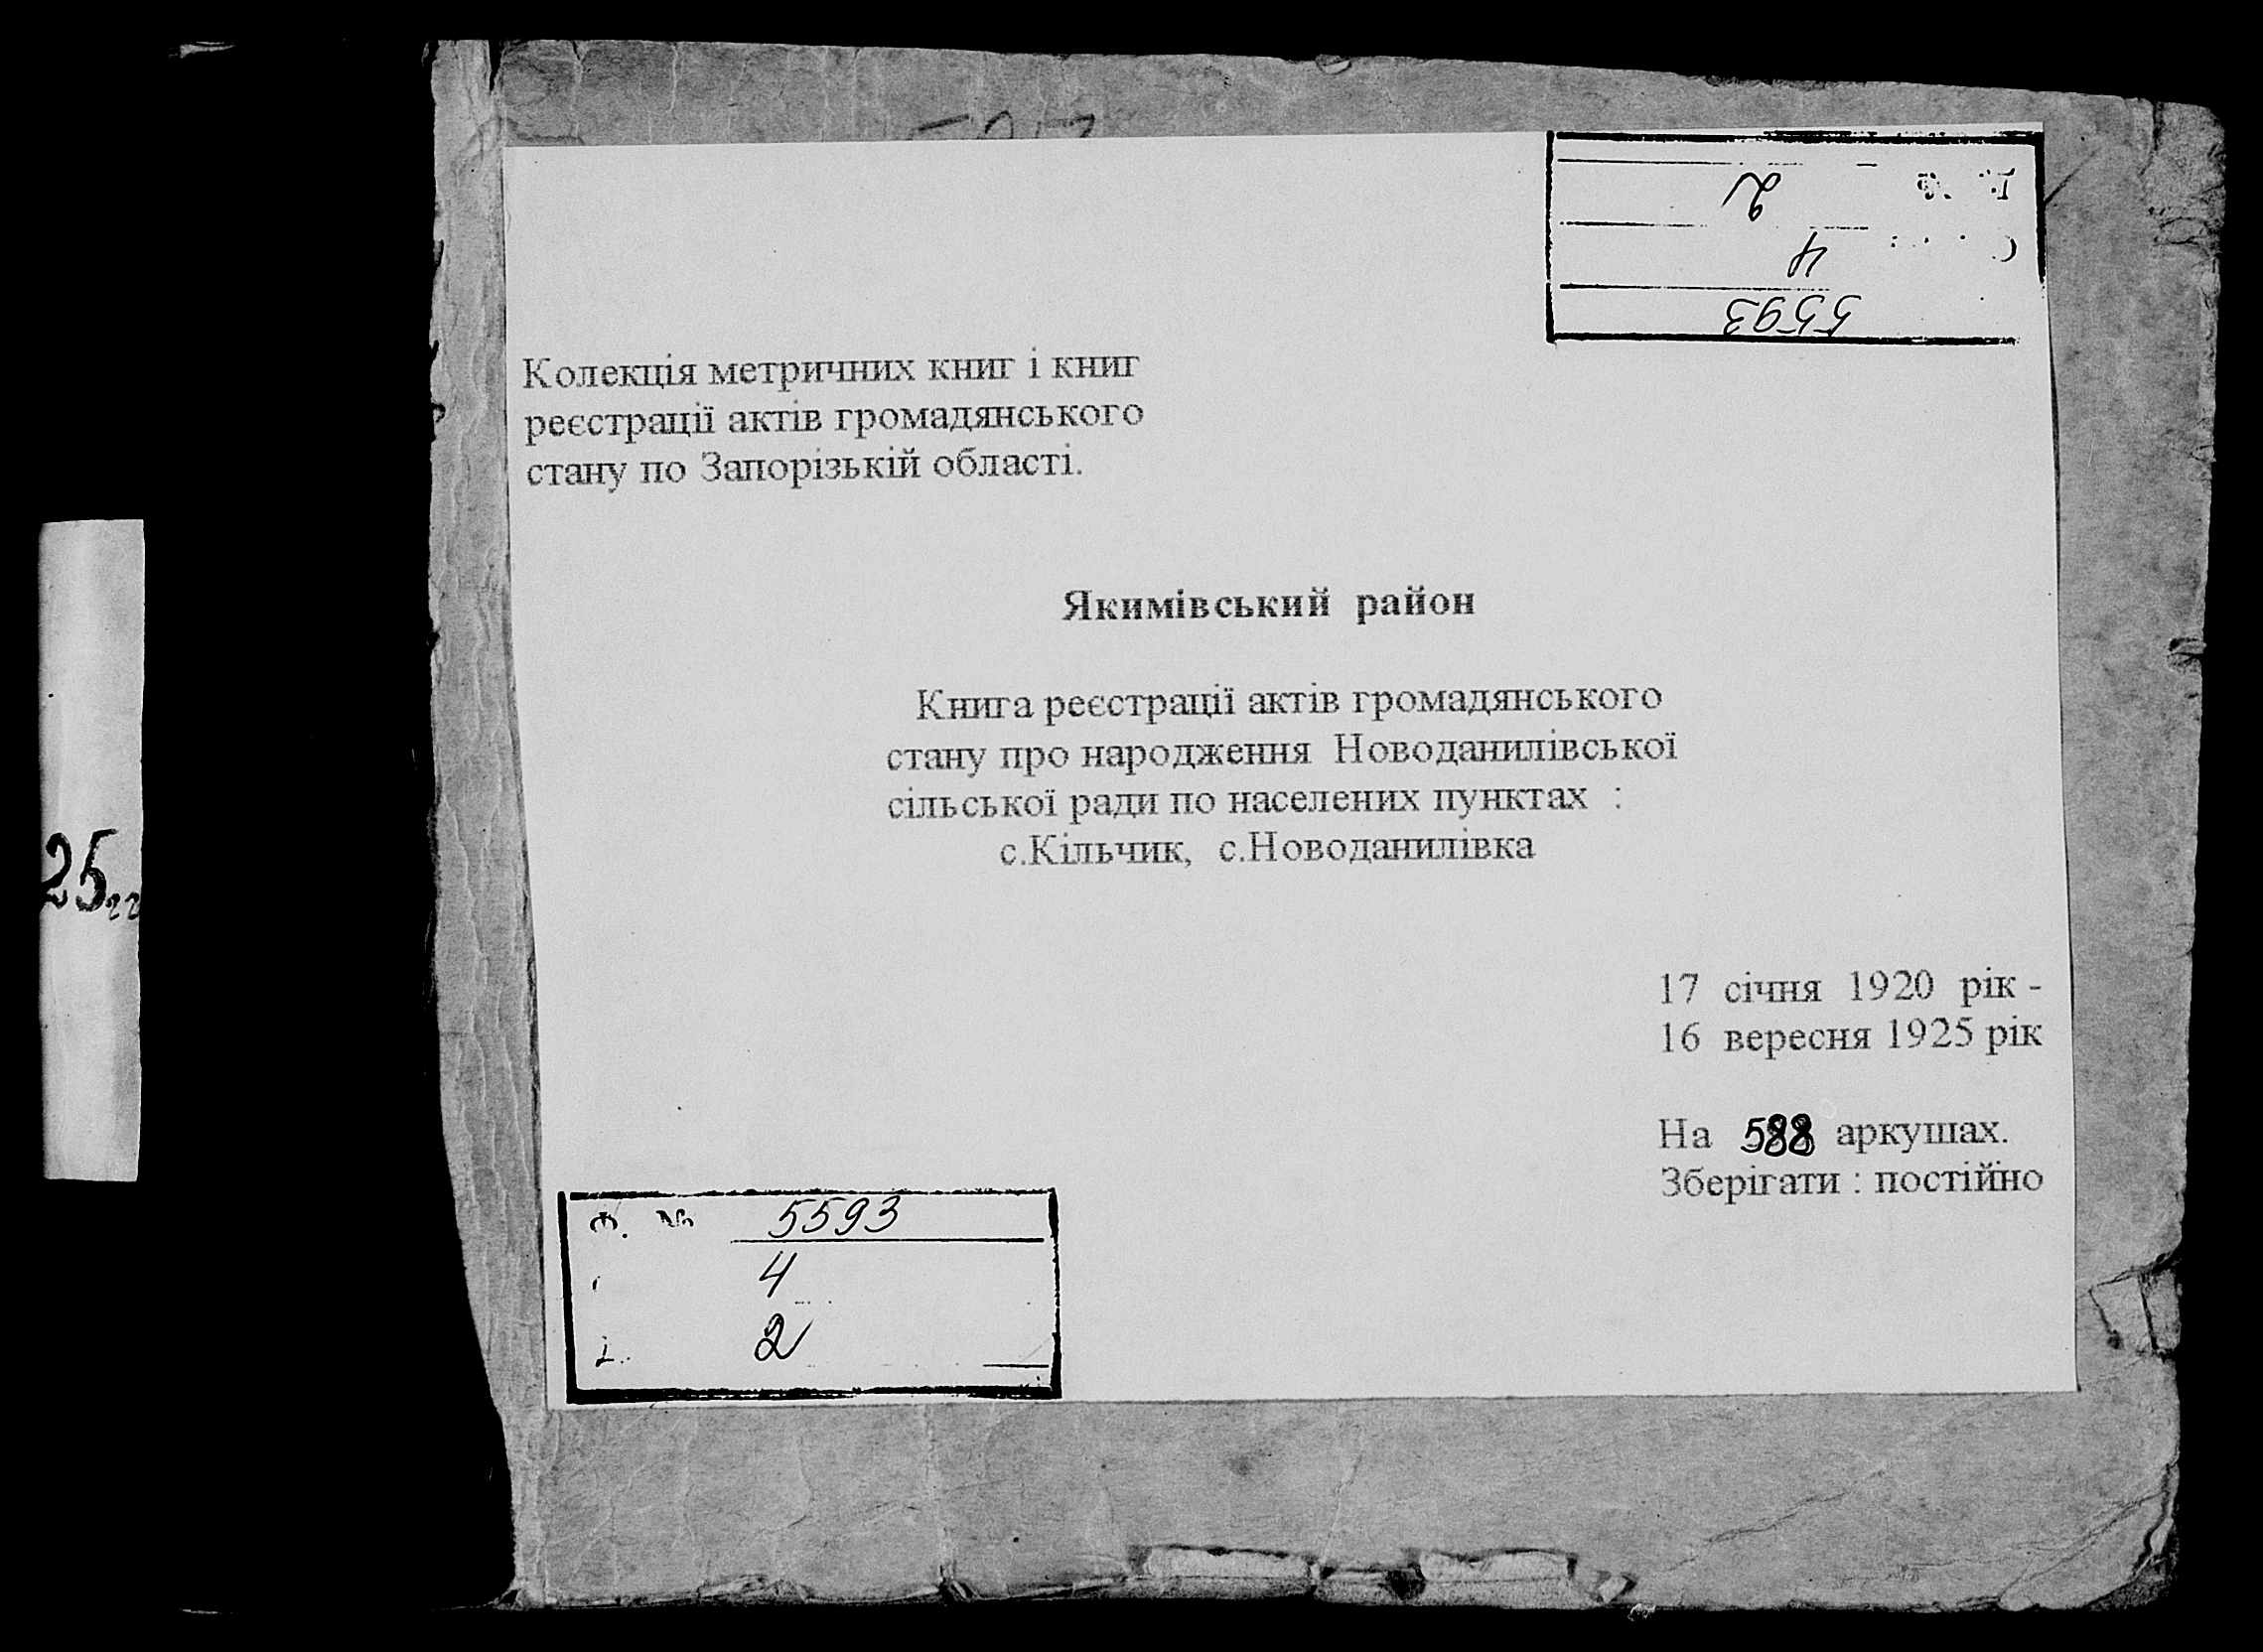 5593
4
2
Колекція метричних книг і книг
реєстрації актів громадянського
стану по Запорізькій області.
Якимівський район
Книга реєстрації актів громадянського
стану про народження Новоданилівської
сільської ради по населених пунктах :
с.Кільчик, с.Новоданилівка
25гг
17 січня 1920 рік -
16 вересня 1925 рік
На 588 аркушах.
Зберігати : постійно
Ф. № 5593
4
2